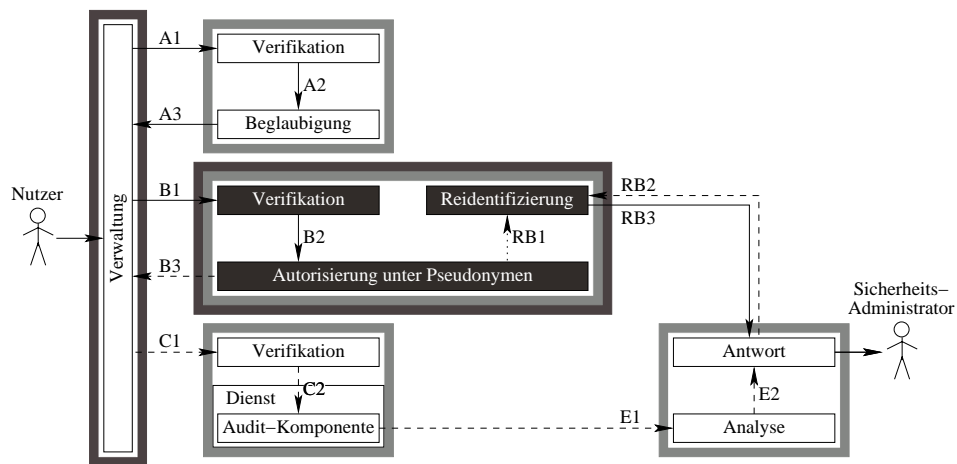 A1
Verifikation
A2
A3
Beglaubigung
Nutzer
Verwaltung
B1
Verifikation
Reidentifizierung
RB2
RB3
B2
RB1
B3
Autorisierung unter Pseudonymen
Sicherheits–
Administrator
C1
Verifikation
Antwort
C2
Dienst
E2
Audit–Komponente
E1
Analyse